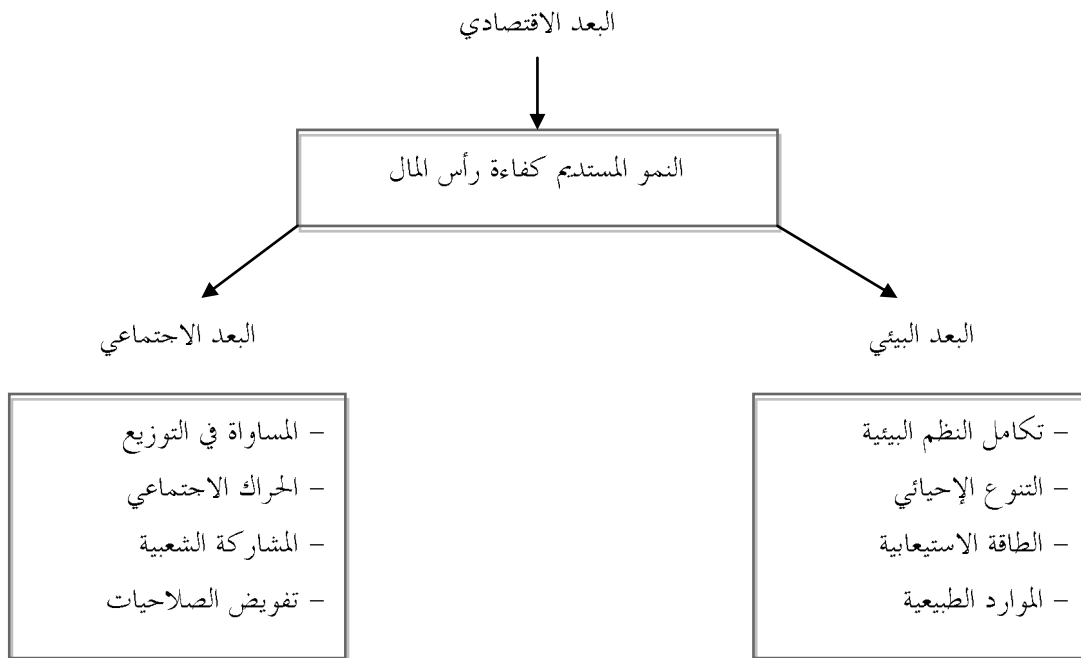 البعد الاقتصادي
النمو المستديم كفاءة رأس المال
البعد البيئي
– تكامل النظم البيئية
– التنوع الإحيائي
– الطاقة الاستيعابية
– الموارد الطبيعية
البعد الاجتماعي
– المساواة في التوزيع
– الحراك الاجتماعي
– المشاركة الشعبية
– تفويض الصلاحيات